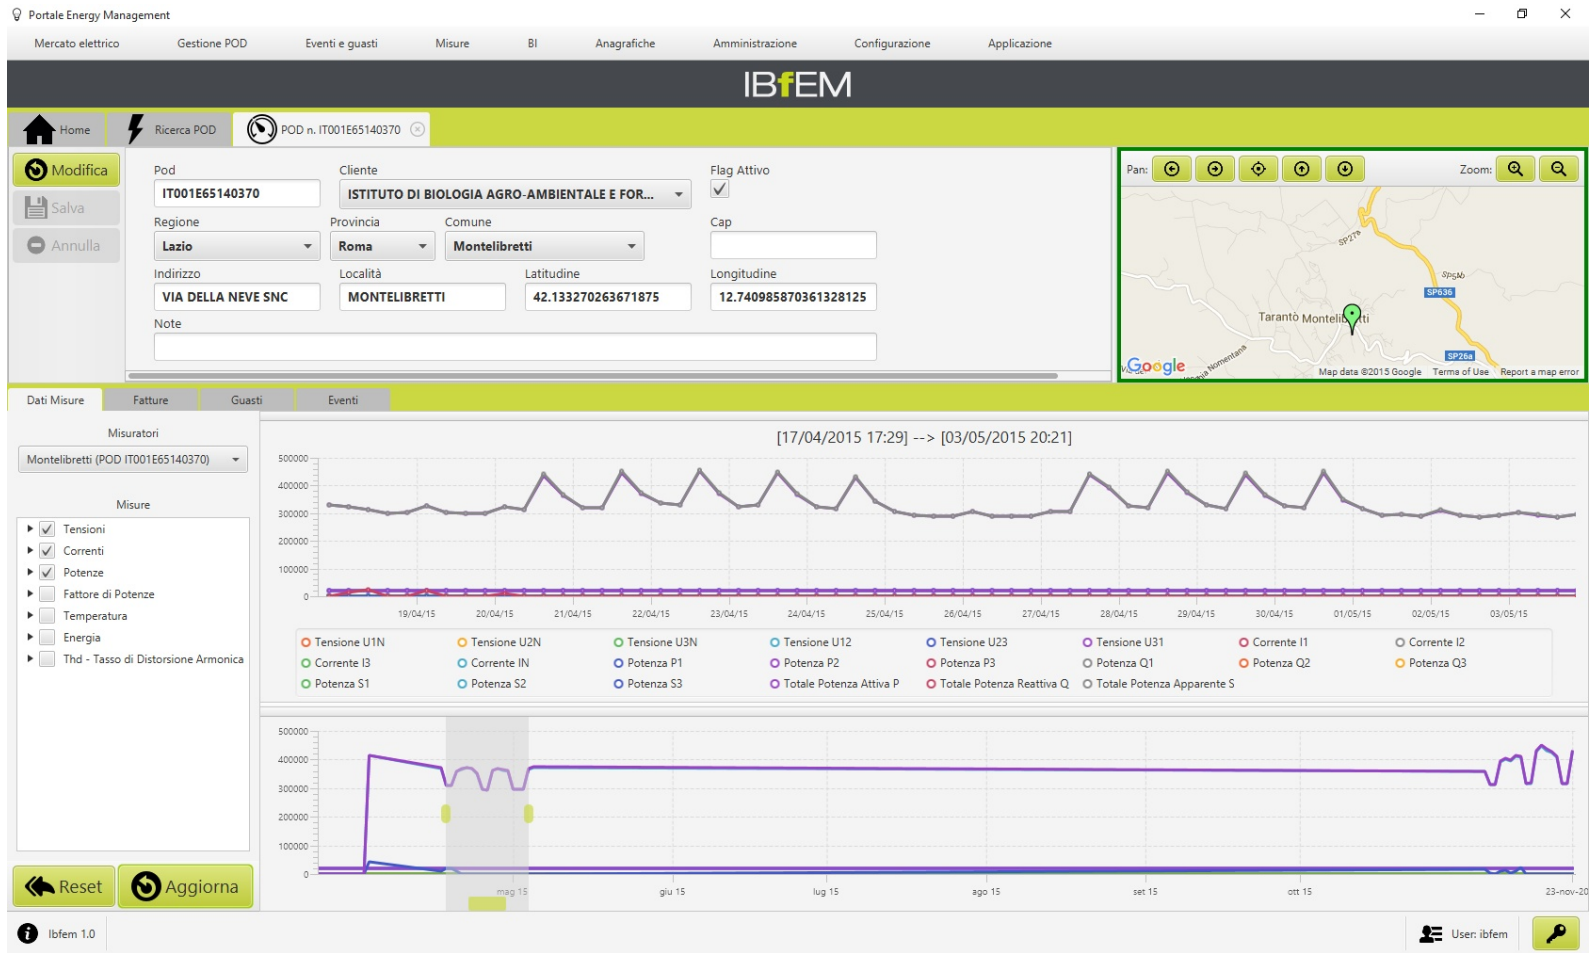 Portale Energy Management
Mercato elettrico Gestione POD Eventi e guasti Misure BI Anagrafiche Amministrazione Configurazione Applicazione
IBfEM
Home Ricerca POD POD n. IT001E65140370
Modifica
Salva
Annulla
Pod Cliente Flag Attivo
IT001E65140370 ISTITUTO DI BIOLOGIA AGRO-AMBIENTALE E FOR...
Regione Provincia Comune Cap
Lazio Roma Montelibretti
Indirizzo Località Latitudine Longitudine
VIA DELLA NEVE SNC MONTELIBRETTI 42.133270263671875 12.740985870361328125
Note
Pan: Zoom:
SP27a
SP636
Tarantò Montelib tti
SP26a
Nomentana
Google
Map data ©2015 Google Terms of Use Report a map error
Dati Misure Fatture Guasti Eventi
Misuratori
Montelibretti (POD IT001E65140370)
Misure
Tensioni
Correnti
Potenze
Fattore di Potenze
Temperatura
Energia
Thd - Tasso di Distorsione Armonica
Reset Aggiorna
[17/04/2015 17:29] --> [03/05/2015 20:21]
500000
400000
300000
200000
100000
0
19/04/15 20/04/15 21/04/15 22/04/15 23/04/15 24/04/15 25/04/15 26/04/15 27/04/15 28/04/15 29/04/15 30/04/15 01/05/15 02/05/15 03/05/15
Tensione U1N Tensione U2N Tensione U3N Tensione U12 Tensione U23 Tensione U31 Corrente I1 Corrente I2
Corrente I3 Corrente IN Potenza P1 Potenza P2 Potenza P3 Potenza Q1 Potenza Q2 Potenza Q3
Potenza S1 Potenza S2 Potenza S3 Totale Potenza Attiva P Totale Potenza Reattiva Q Totale Potenza Apparente S
500000
400000
300000
200000
100000
0
mag 15 giu 15 lug 15 ago 15 set 15 ott 15 23-nov-20
Ibfem 1.0
User: ibfem